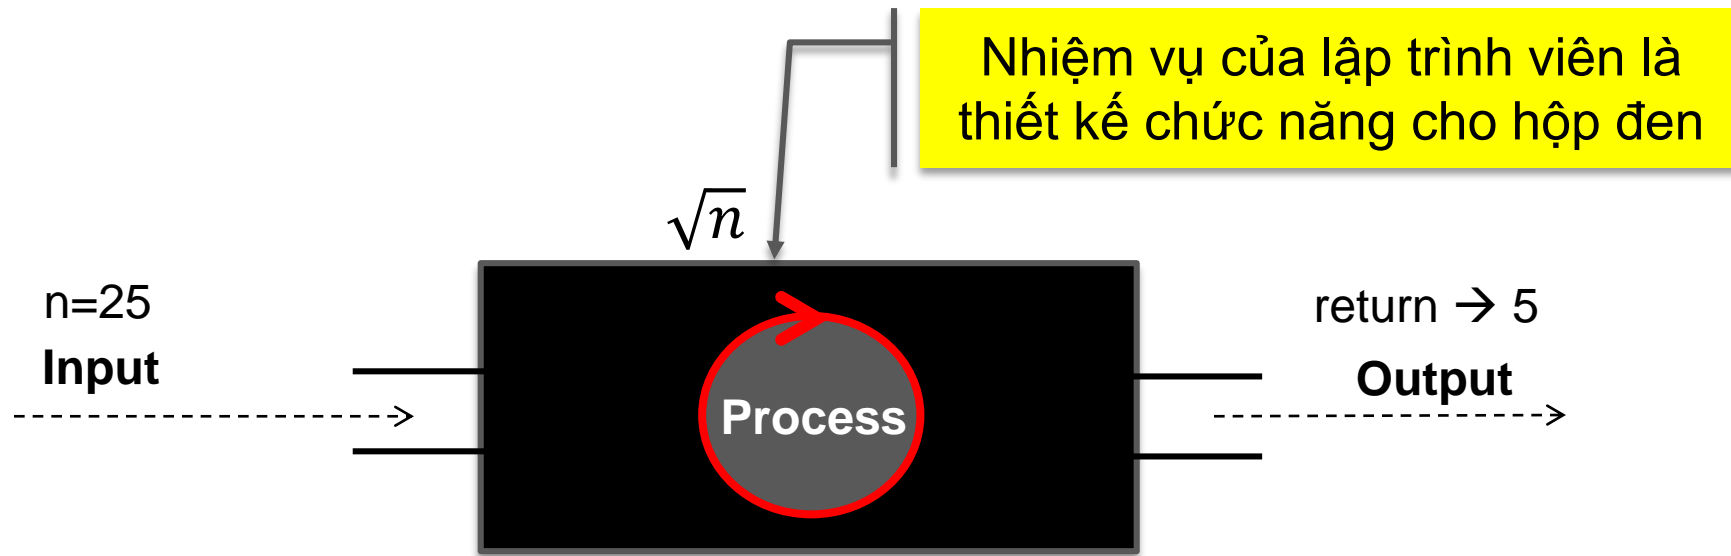 Nhiệm vụ của lập trình viên là
thiết kế chức năng cho hộp đen
√n
n=25
Input
Process
return → 5
Output